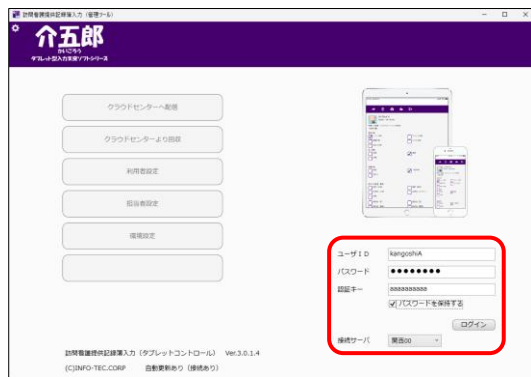 訪問看護提供記録簿入力（管理ツール）
介五郎
かいごろう
タブレット型入力支援ソフトシリーズ
クラウドセンターへ配信
クラウドセンターより回収
利用者設定
担当者設定
環境設定
ユーザID kangoshiA
パスワード ●●●●●●●●
認証キー aaaaaaaaaa
パスワードを保持する
ログイン
接続サーバ 関西00
訪問看護提供記録簿入力（タブレットコントロール） Ver.3.0.1.4
(C)INFO-TEC.CORP 自動更新あり（接続あり）